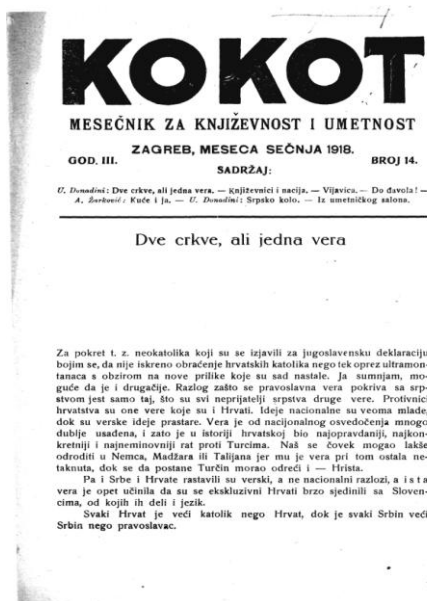 KOKOT
MESEČNIK ZA KNJIŽEVNOST I UMETNOST
ZAGREB, MESECA SEČNJA 1918.
GOD. III.
BROJ 14.
SADRŽAJ:
U. Donadini: Dve crkve, ali jedna vera. — Književnici i nacija. — Vijavica. — Do đavola! —
A. Žarković: Kuće i ja. — U. Donadini: Srpsko kolo. — Iz umetničkog salona.
Dve crkve, ali jedna vera
Za pokret t. z. neokatolika koji su se izjavili za jugoslavensku deklaraciju
bojim se, da nije iskreno obraćenje hrvatskih katolika nego tek oprez ultramon-
tanaca s obzirom na nove prilike koje su sad nastale. Ja sumnjam, mo-
guće da je i drugačije. Razlog zašto se pravoslavna vera pokriva sa srp-
stvom jest samo taj, što su svi neprijatelji srpstva druge vere. Protivnici
hrvatstva su one vere koje su i Hrvati. Ideje nacionalne su veoma mlade,
dok su verske ideje prastare. Vera je od nacijonalnog osvedočenja mnogo
dublje usađena, i zato je u istoriji hrvatskoj bio najopravdaniji, najkon-
kretniji i najneminovniji rat proti Turcima. Naš se čovek mogao lakše
odroditi u Nemca, Madžara ili Talijana jer mu je vera pri tom ostala ne-
taknuta, dok se da postane Turčin morao odreći i — Hrista.
Pa i Srbe i Hrvate rastavili su verski, a ne nacionalni razlozi, a ista
vera je opet učinila da su se ekskluzivni Hrvati brzo sjedinili sa Sloven-
cima, od kojih ih deli i jezik.
Svaki Hrvat je veći katolik nego Hrvat, dok je svaki Srbin veći
Srbin nego pravoslavac.